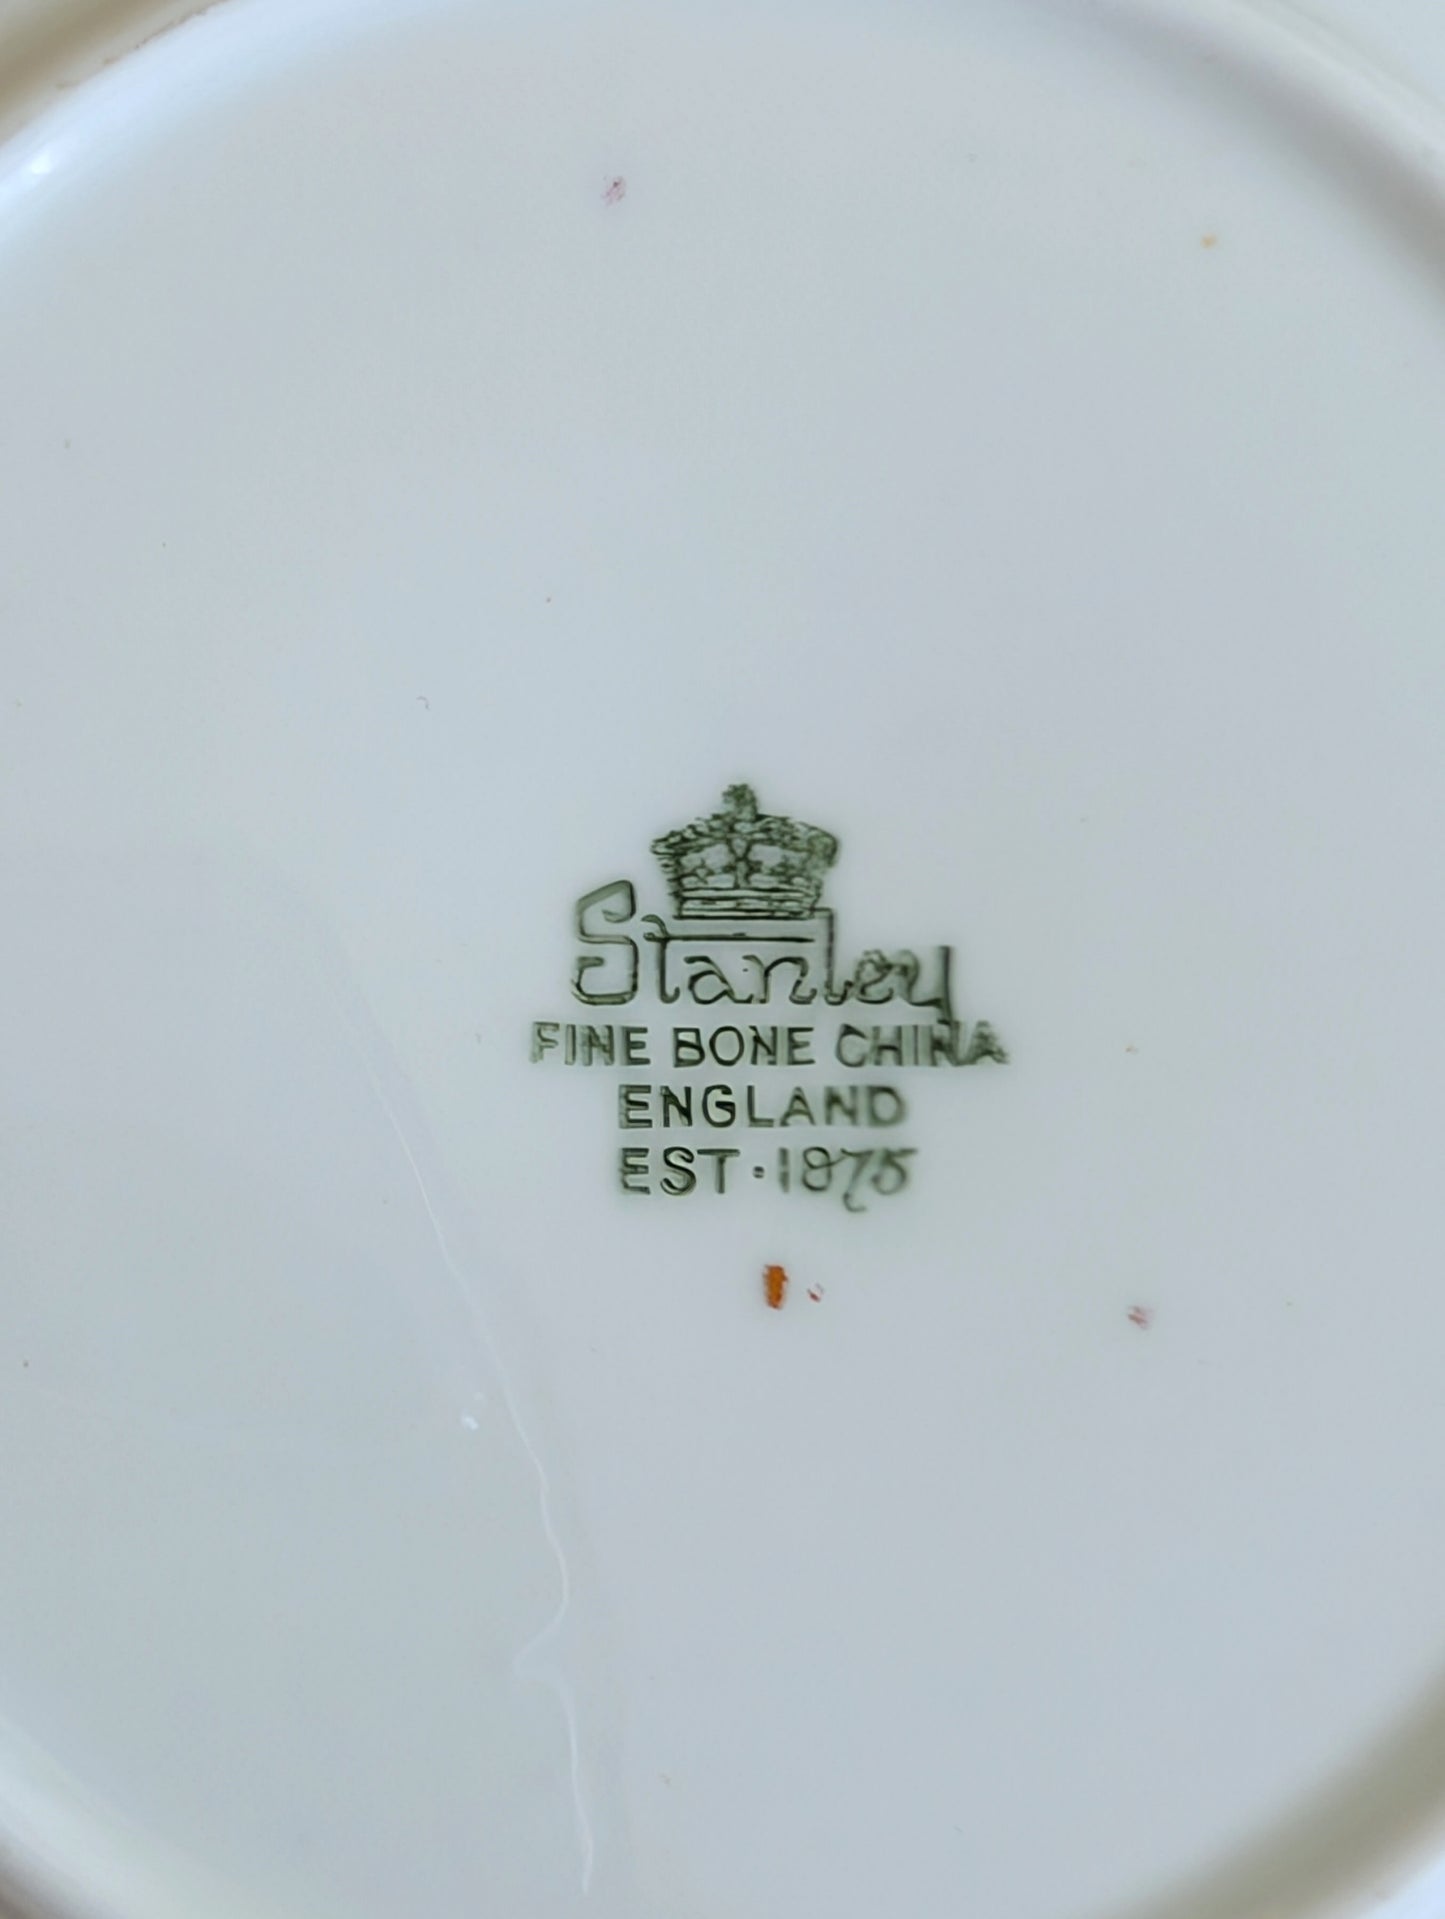 Stanley
FINE BONE CHINA
ENGLAND
EST·1875